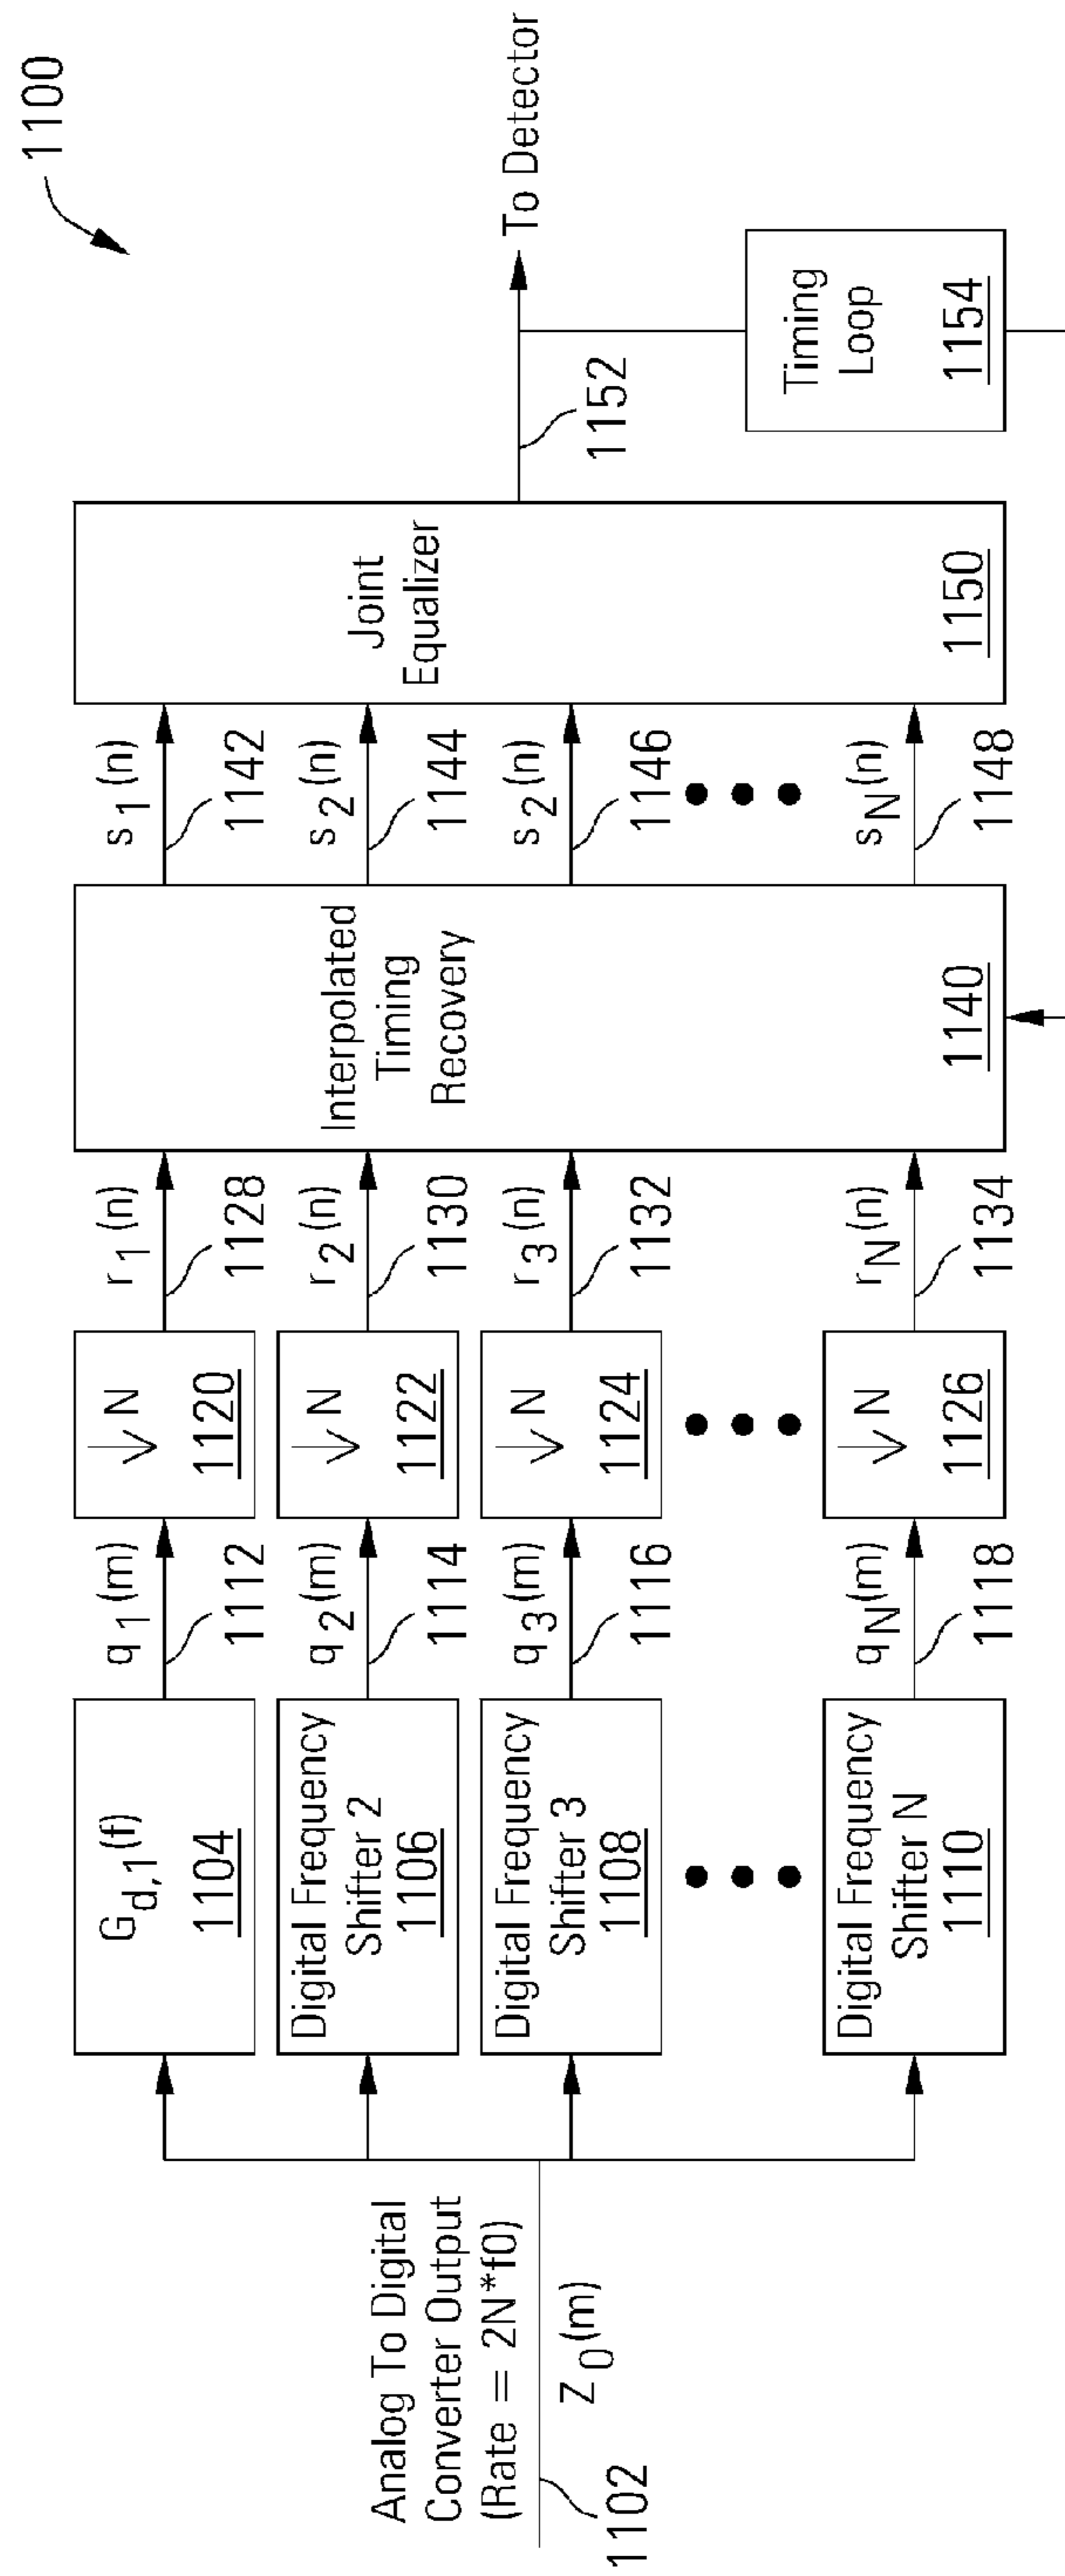 1100
Analog To Digital
Converter Output
(Rate = 2N*f0)
Z0(m)
1102
Gd,1(f)
1104
q1(m)
1112
↓ N
1120
r1(n)
1128
Digital Frequency
Shifter 2
1106
q2(m)
1114
↓ N
1122
r2(n)
1130
Digital Frequency
Shifter 3
1108
q3(m)
1116
↓ N
1124
r3(n)
1132
Digital Frequency
Shifter N
1110
qN(m)
1118
↓ N
1126
rN(n)
1134
Interpolated
Timing
Recovery
1140
s1(n)
1142
s2(n)
1144
s2(n)
1146
sN(n)
1148
Joint
Equalizer
1150
1152
To Detector
Timing
Loop
1154